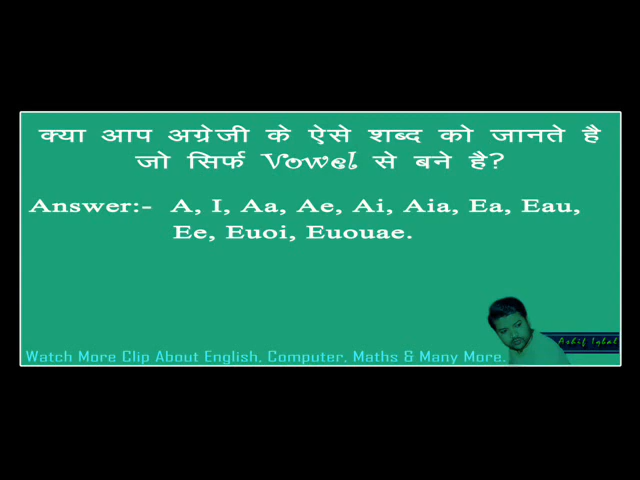 क्या आप अग्रेजी के ऐसे शब्द को जानते है
जो सिर्फ Vowel से बने है?
Answer:- A, I, Aa, Ae, Ai, Aia, Ea, Eau,
Ee, Euoi, Euouae.
Ashif Iqbal
Watch More Clip About English, Computer, Maths & Many More.